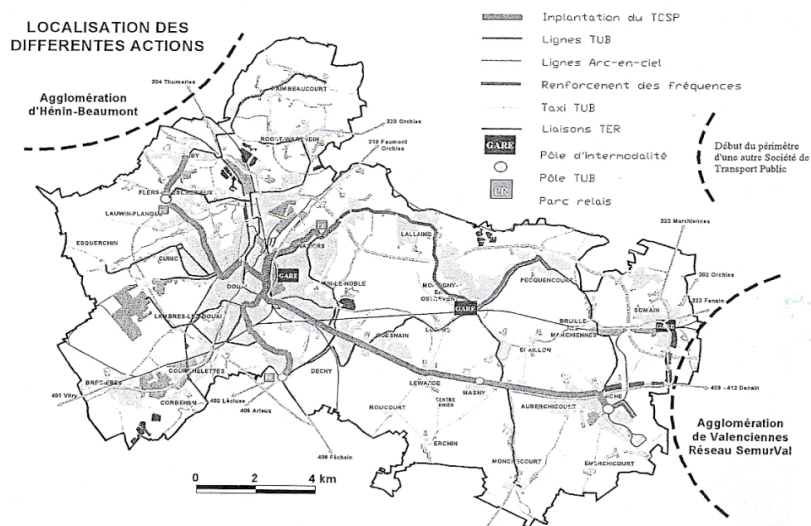 LOCALISATION DES
DIFFERENTES ACTIONS
Agglomération
d'Hénin-Beaumont
Implantation du TCSP
Lignes TUB
Lignes Arc-en-ciel
Renforcement des fréquences
Taxi TUB
Liaisons TER
GARE
Pôle d'intermodalité
Pôle TUB
PR
Parc relais
Début du périmètre
d'une autre Société de
Transport Public
204 Thumeries
320 Orchies
318 Faumont
Orchies
FLERS
LAUWIN-PLANQUE
ESQUERCHIN
CUINC
LAMBRES-LEZ-DOUAI
GARE
LALLAING
PECQUENCOURT
GARE
322 Marchiennes
302 Orchies
333 Fenain
SOMAIN
BRUILLE
MARCHIENNES
409 -412 Denain
LEWARDE
MASNY
AUBERCHICOURT
DECHY
ROUCOURT
ERCHIN
MONCHECOURT
EMERCHICOURT
CORBEHEM
401 Vitry
402 Lécluse
406 Arleux
408 Féchain
Agglomération
de Valenciennes
Réseau SemurVal
0 2 4 km